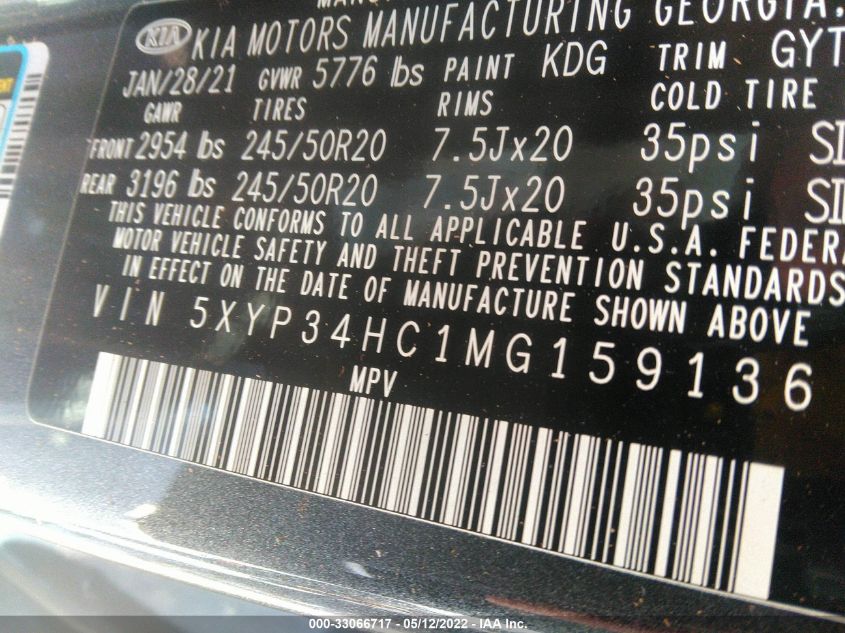 KIA KIA MOTORS MANUFACTURING GEORGIA.
JAN/28/21 GVWR 5776 lbs PAINT KDG TRIM GYT
GAWR TIRES RIMS COLD TIRE
FRONT 2954 lbs 245/50R20 7.5Jx20 35psi
REAR 3196 lbs 245/50R20 7.5Jx20 35psi
THIS VEHICLE CONFORMS TO ALL APPLICABLE U.S.A. FEDERA
MOTOR VEHICLE SAFETY AND THEFT PREVENTION STANDARDS
IN EFFECT ON THE DATE OF MANUFACTURE SHOWN ABOVE
VIN 5XYP34HC1MG159136
MPV
000-33066717 - 05/12/2022 - IAA Inc.